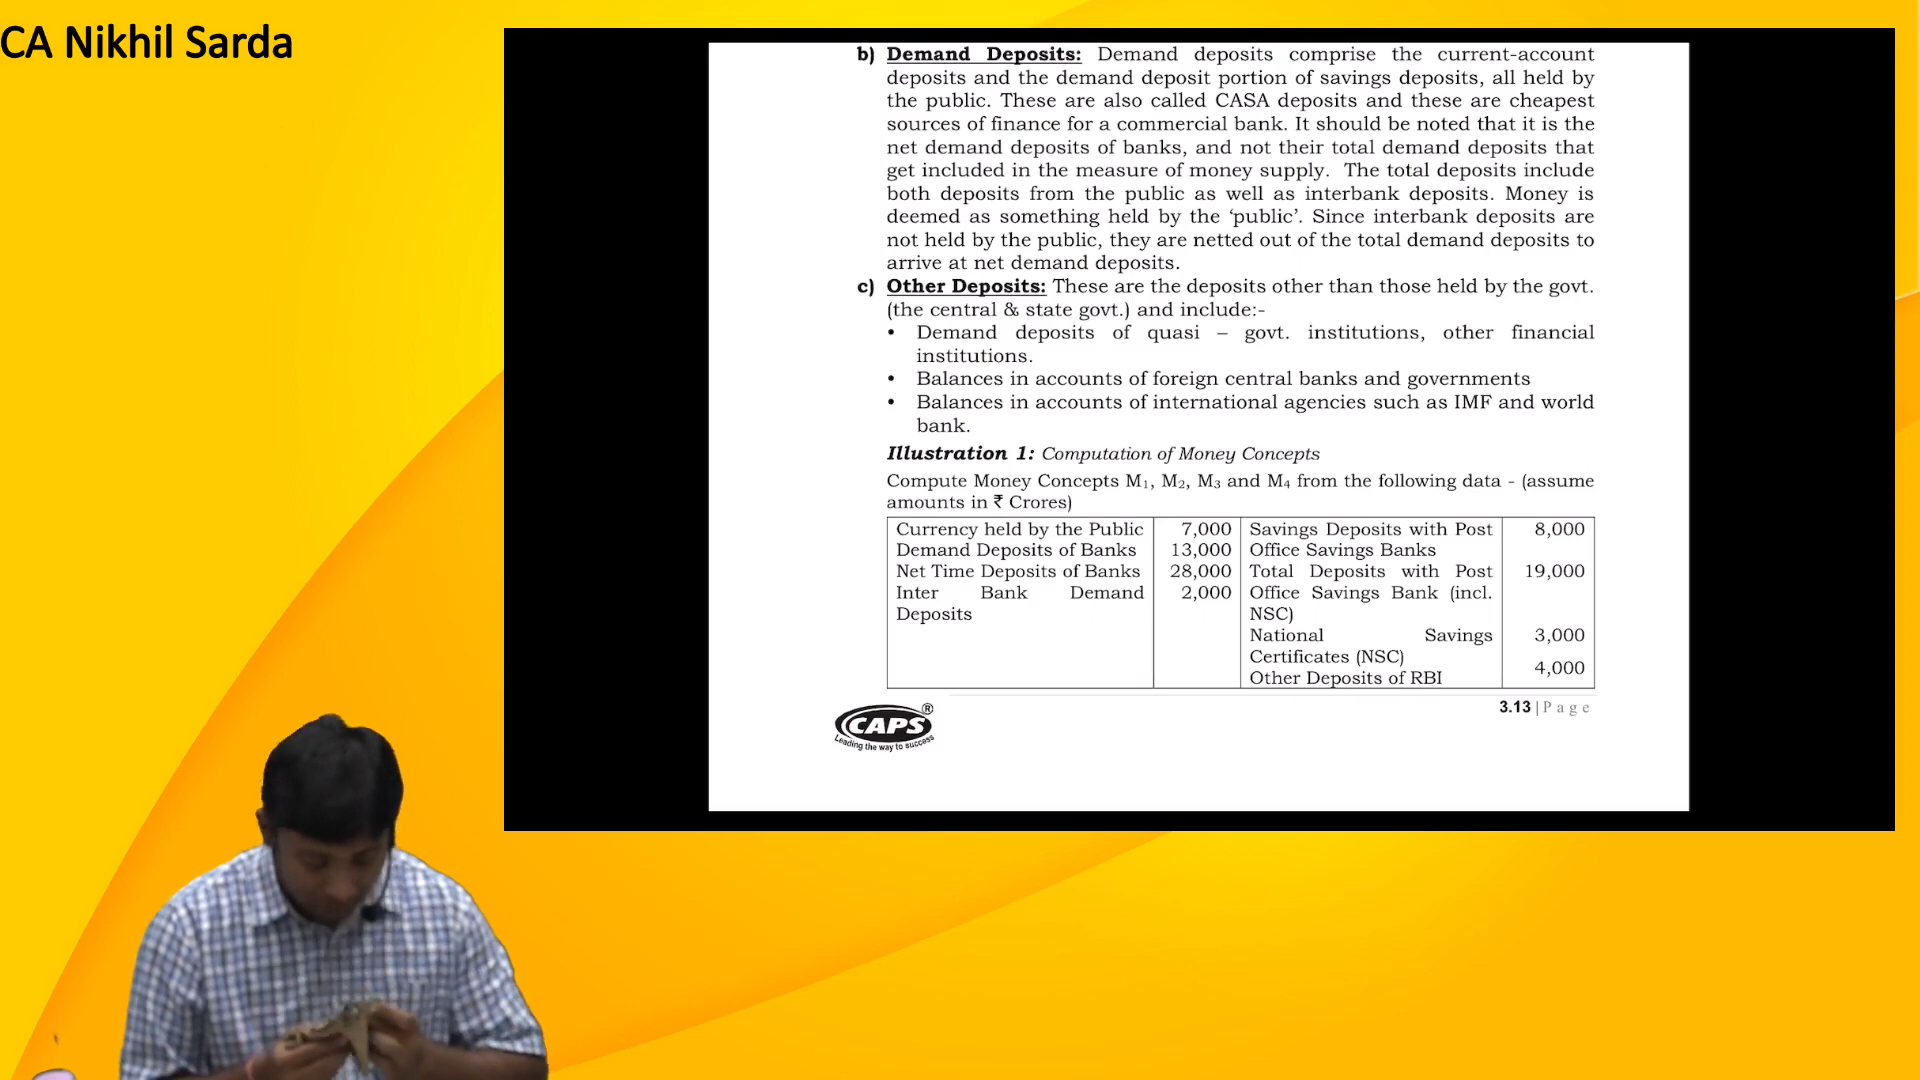 CA Nikhil Sarda
b) Demand Deposits: Demand deposits comprise the current-account
deposits and the demand deposit portion of savings deposits, all held by
the public. These are also called CASA deposits and these are cheapest
sources of finance for a commercial bank. It should be noted that it is the
net demand deposits of banks, and not their total demand deposits that
get included in the measure of money supply. The total deposits include
both deposits from the public as well as interbank deposits. Money is
deemed as something held by the ‘public’. Since interbank deposits are
not held by the public, they are netted out of the total demand deposits to
arrive at net demand deposits.
c) Other Deposits: These are the deposits other than those held by the govt.
(the central & state govt.) and include:-
• Demand deposits of quasi – govt. institutions, other financial
institutions.
• Balances in accounts of foreign central banks and governments
• Balances in accounts of international agencies such as IMF and world
bank.
Illustration 1: Computation of Money Concepts
Compute Money Concepts M₁, M₂, M₃ and M₄ from the following data - (assume
amounts in ₹ Crores)
Currency held by the Public 7,000 Savings Deposits with Post 8,000
Demand Deposits of Banks 13,000 Office Savings Banks
Net Time Deposits of Banks 28,000 Total Deposits with Post 19,000
Inter Bank Demand 2,000 Office Savings Bank (incl.
Deposits NSC)
National Savings 3,000
Certificates (NSC)
Other Deposits of RBI 4,000
3.13 | Page
CAPS ®
Leading the way to success